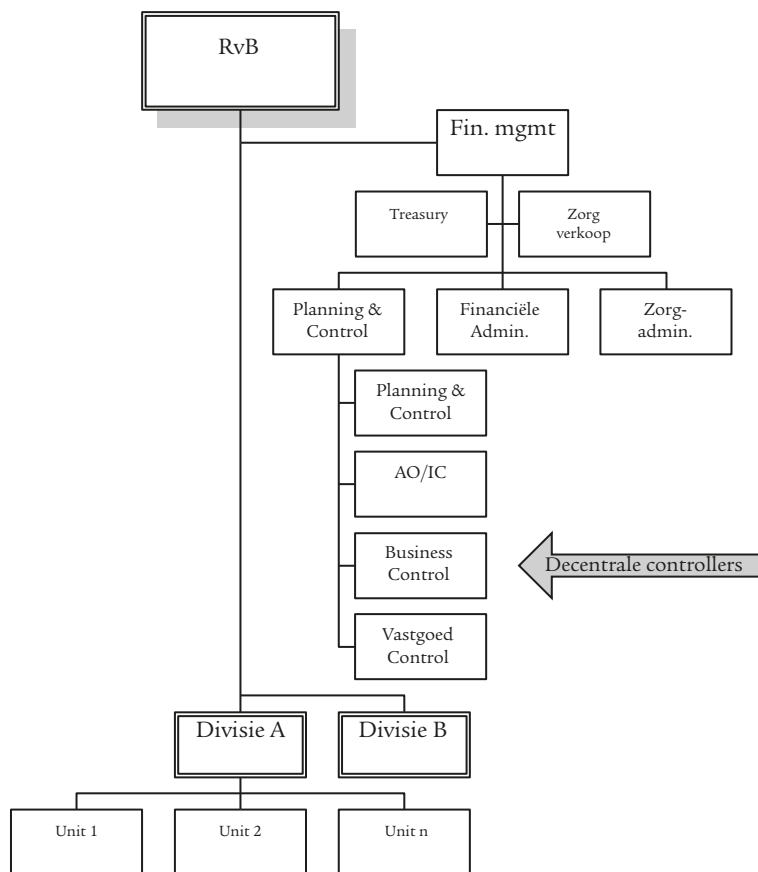 RvB
Fin. mgmt
Treasury
Zorg
verkoop
Planning &
Control
Financiële
Admin.
Zorg-
admin.
Planning &
Control
AO/IC
Business
Control
Decentrale controllers
Vastgoed
Control
Divisie A
Divisie B
Unit 1
Unit 2
Unit n